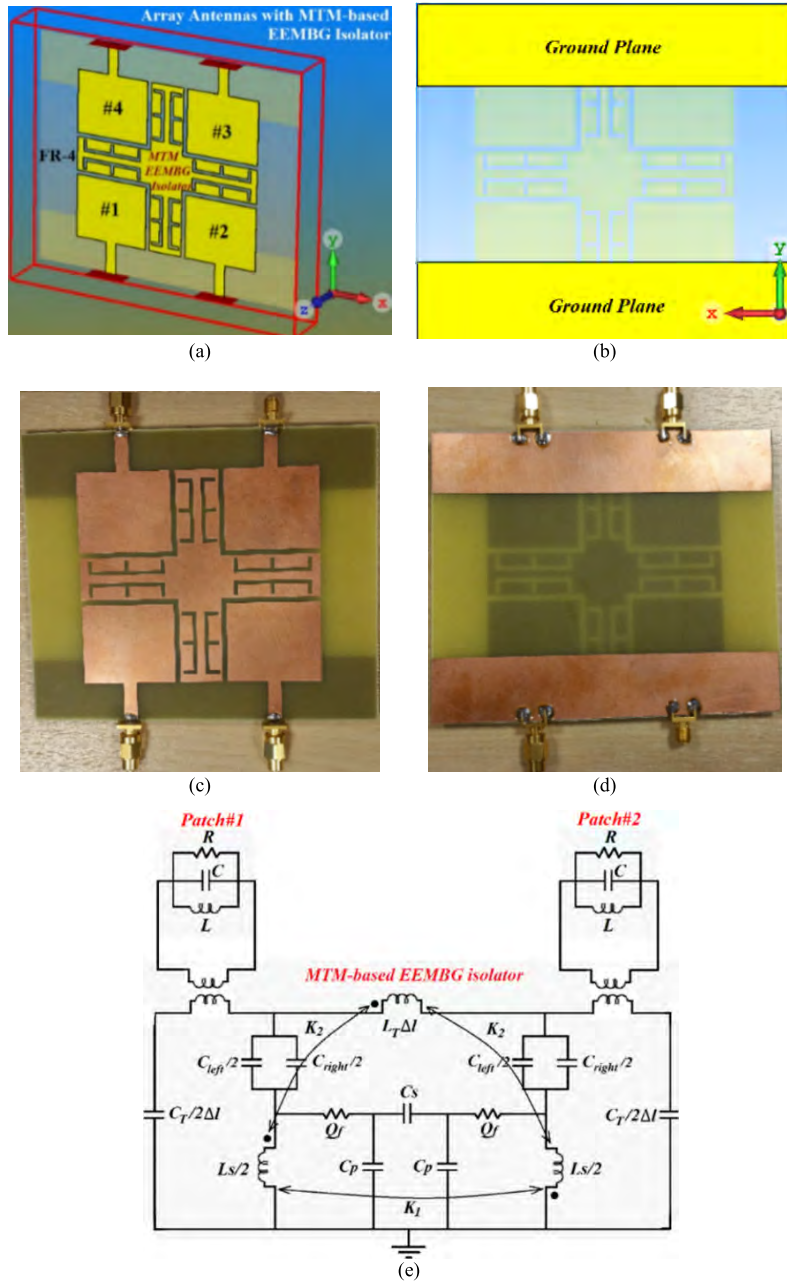 Array Antennas with MTM-based
EEMBG Isolator
#4
#3
FR-4
MTM
EEMBG
Isolator
#1
#2
y
x
z
(a)
Ground Plane
Ground Plane
y
x
(b)
(c)
(d)
Patch#1
Patch#2
R
R
C
C
L
L
MTM-based EEMBG isolator
K2
LTΔl
K2
Cleft/2
Cright/2
Cleft/2
Cright/2
Cs
CT/2Δl
CT/2Δl
Qf
Qf
Ls/2
Cp
Cp
Ls/2
K1
(e)